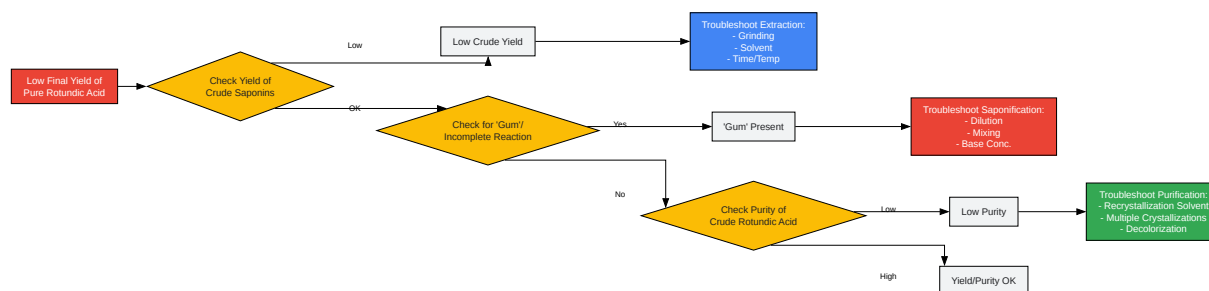 Low Final Yield of
Pure Rotundic Acid
Check Yield of
Crude Saponins
Low
Low Crude Yield
Troubleshoot Extraction:
- Grinding
- Solvent
- Time/Temp
OK
Check for 'Gum'/
Incomplete Reaction
Yes
'Gum' Present
Troubleshoot Saponification:
- Dilution
- Mixing
- Base Conc.
No
Check Purity of
Crude Rotundic Acid
Low
Low Purity
Troubleshoot Purification:
- Recrystallization Solvent
- Multiple Crystallizations
- Decolorization
High
Yield/Purity OK